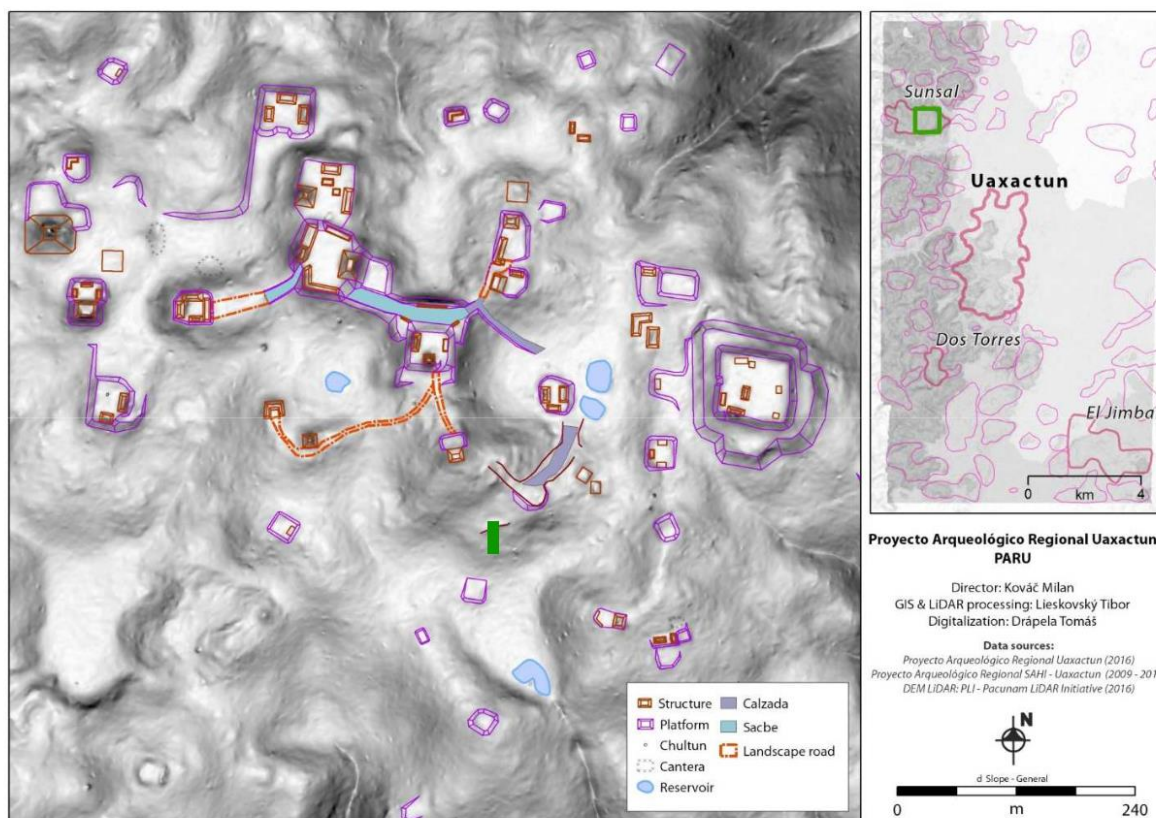 Sunsal
Uaxactun
Dos Torres
El Jimba
0 km 4
Proyecto Arqueológico Regional Uaxactun
PARU
Director: Kováč Milan
GIS & LiDAR processing: Lieskovský Tibor
Digitalization: Drápela Tomáš
Data sources:
Proyecto Arqueológico Regional Uaxactun (2016)
Proyecto Arqueológico Regional SAHI - Uaxactun (2009 - 201
DEM LiDAR: PLI - Pacunam LiDAR Initiative (2016)
N
d Slope - General
0 m 240
Structure
Platform
Chultun
Cantera
Reservoir
Calzada
Sacbe
Landscape road